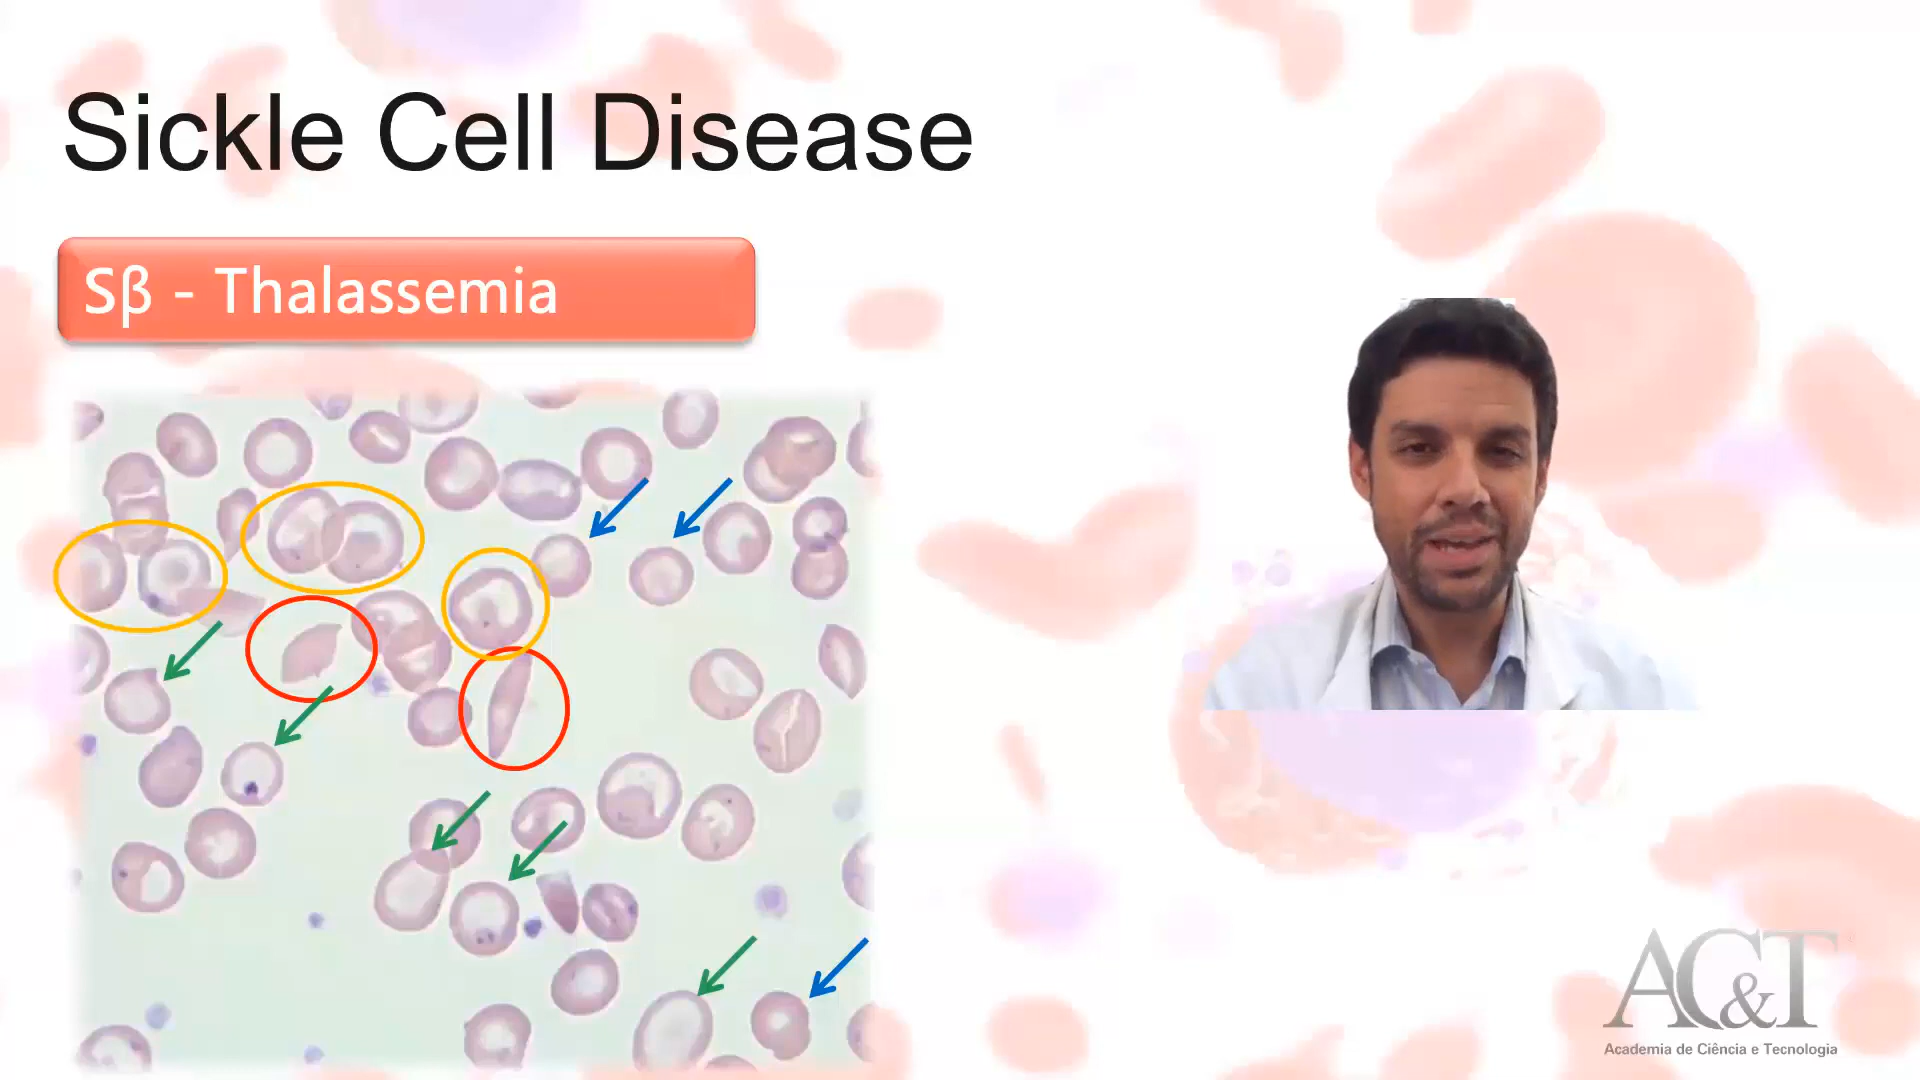 Sickle Cell Disease
Sβ - Thalassemia
AC&T
Academia de Ciência e Tecnologia